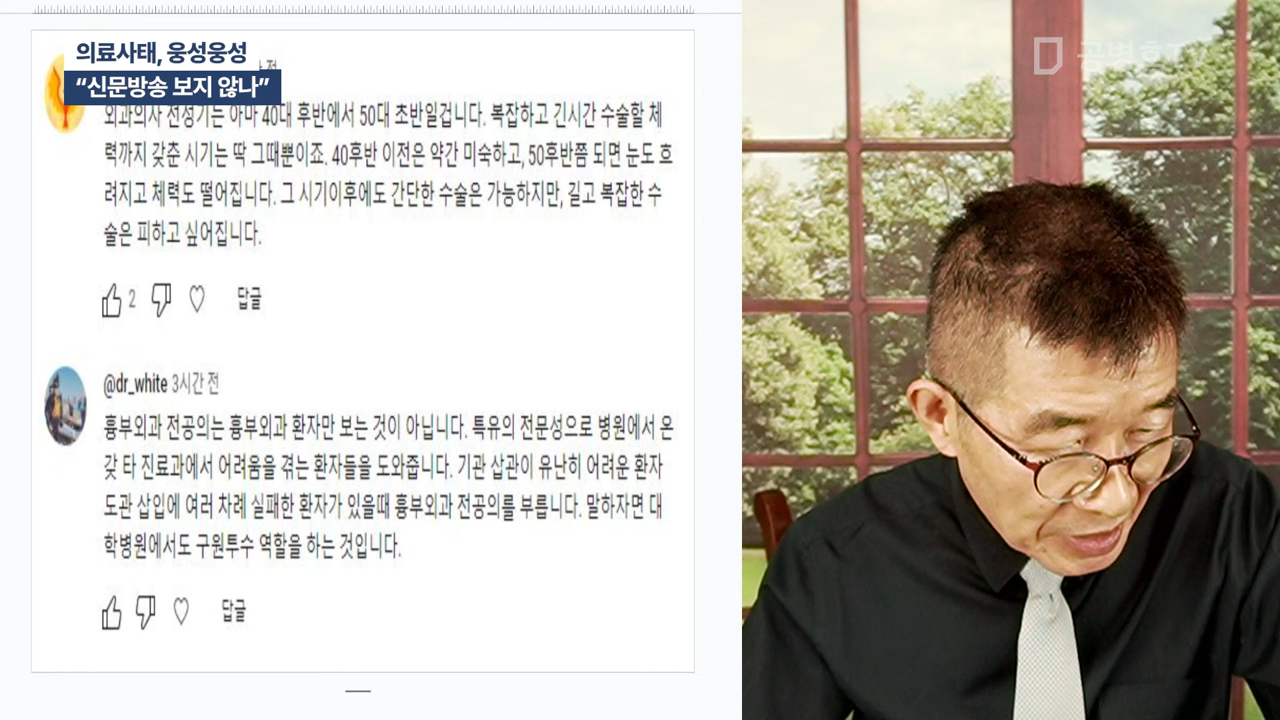 의료사태, 웅성웅성
“신문방송 보지 않나”
전
외과의사 전성기는 아마 40대 후반에서 50대 초반일겁니다. 복잡하고 긴시간 수술할 체
력까지 갖춘 시기는 딱 그때뿐이죠. 40후반 이전은 약간 미숙하고, 50후반쯤 되면 눈도 흐
려지고 체력도 떨어집니다. 그 시기이후에도 간단한 수술은 가능하지만, 길고 복잡한 수
술은 피하고 싶어집니다.
2
답글
@dr_white 3시간 전
흉부외과 전공의는 흉부외과 환자만 보는 것이 아닙니다. 특유의 전문성으로 병원에서 온
갖 타 진료과에서 어려움을 겪는 환자들을 도와줍니다. 기관 삽관이 유난히 어려운 환자
도관 삽입에 여러 차례 실패한 환자가 있을때 흉부외과 전공의를 부릅니다. 말하자면 대
학병원에서도 구원투수 역할을 하는 것입니다.
답글
공병호TV